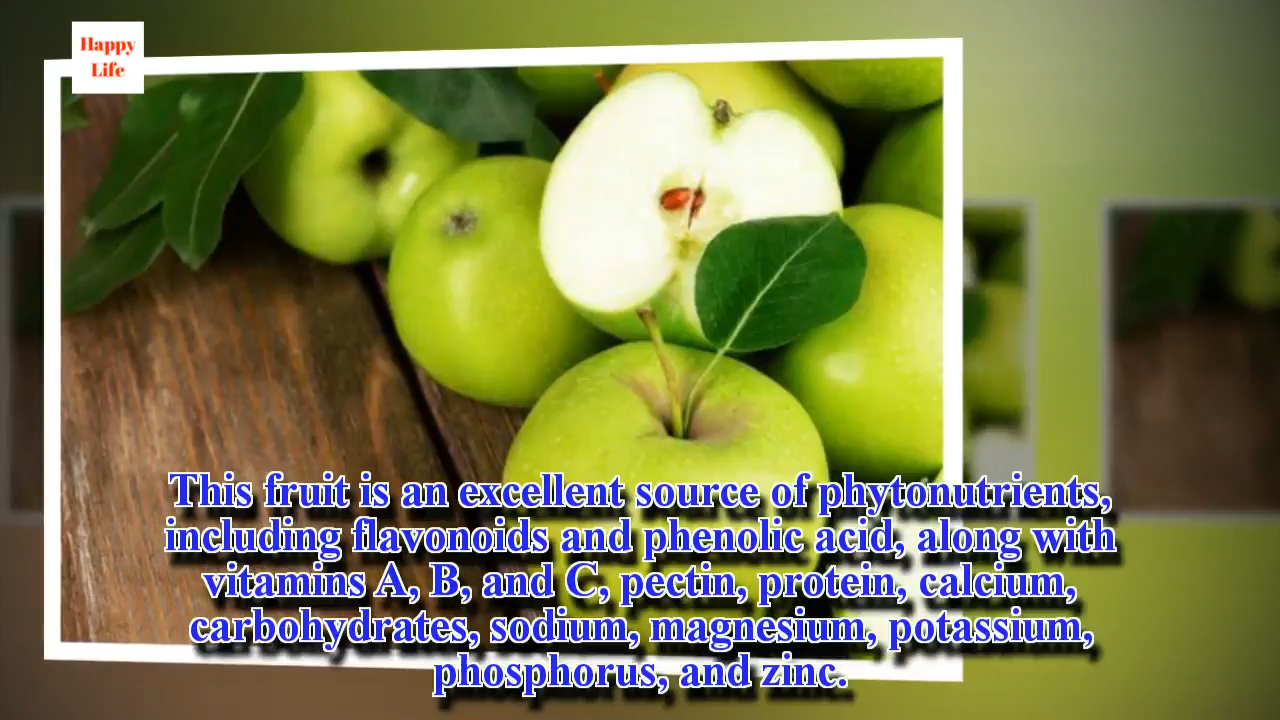 Happy
Life
This fruit is an excellent source of phytonutrients,
including flavonoids and phenolic acid, along with
vitamins A, B, and C, pectin, protein, calcium,
carbohydrates, sodium, magnesium, potassium,
phosphorus, and zinc.